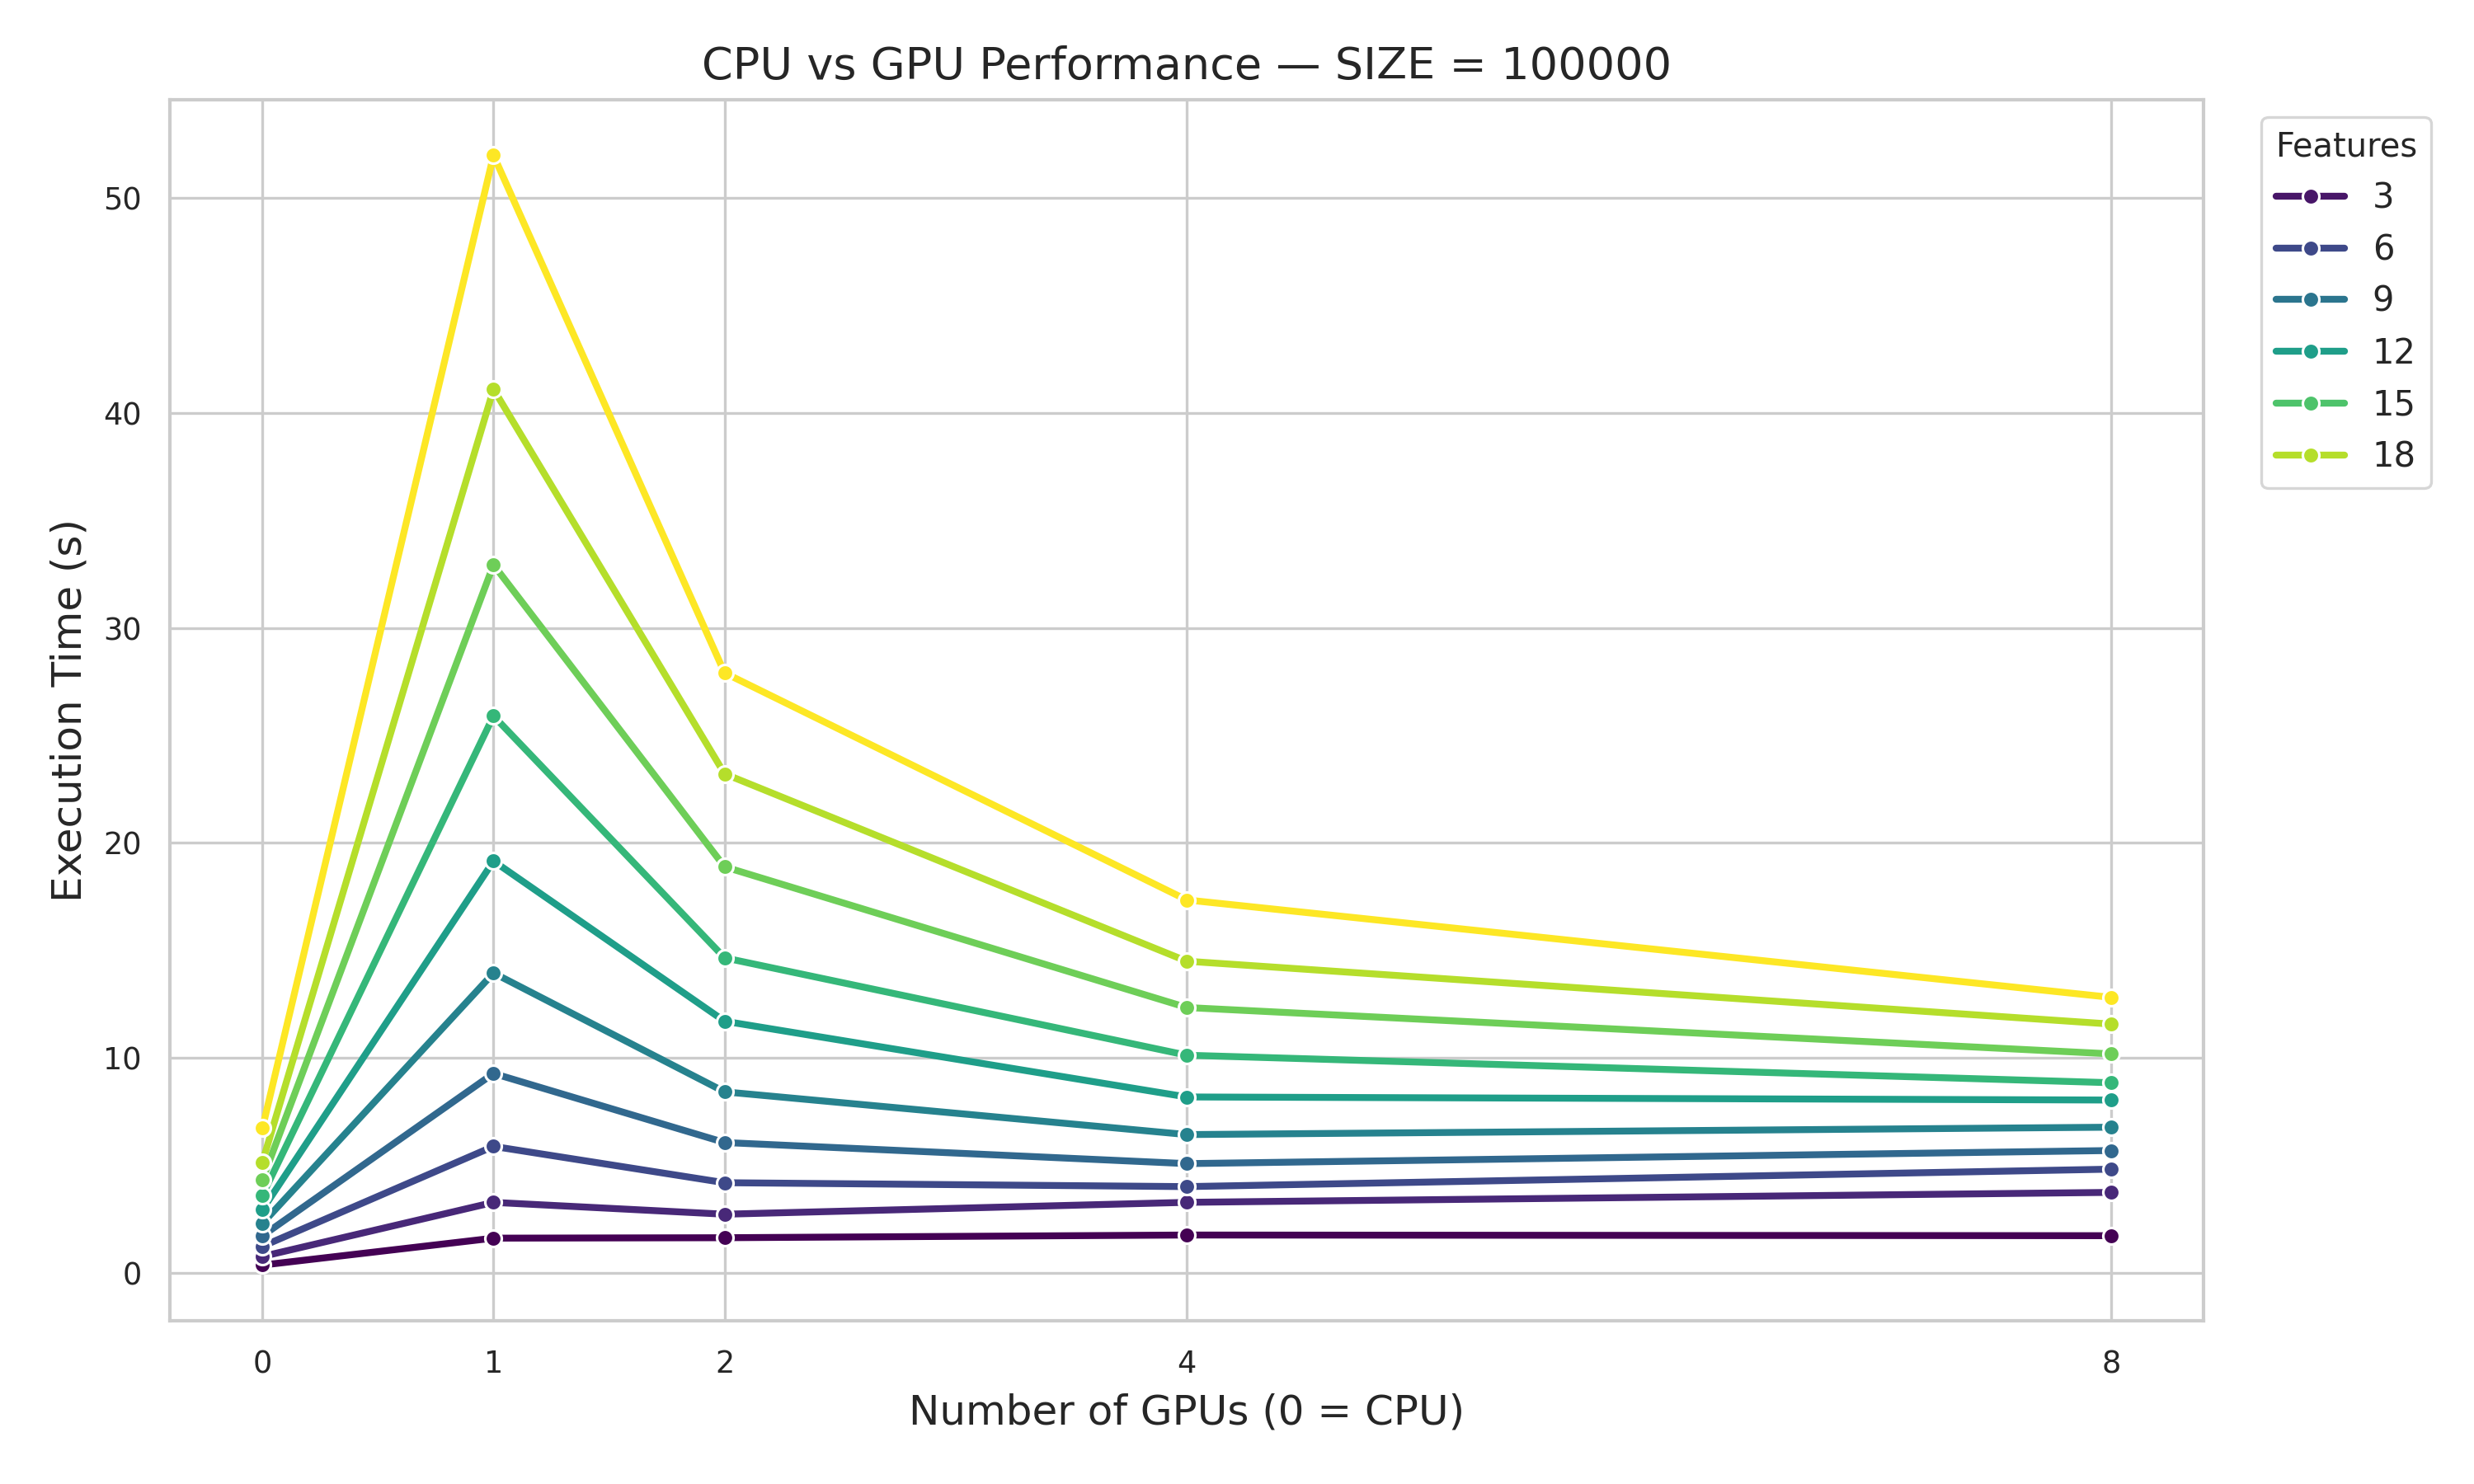 CPU vs GPU Performance — SIZE = 100000
Features
3
6
9
12
15
18
Execution Time (s)
50
40
30
20
10
0
0 1 2 4 8
Number of GPUs (0 = CPU)